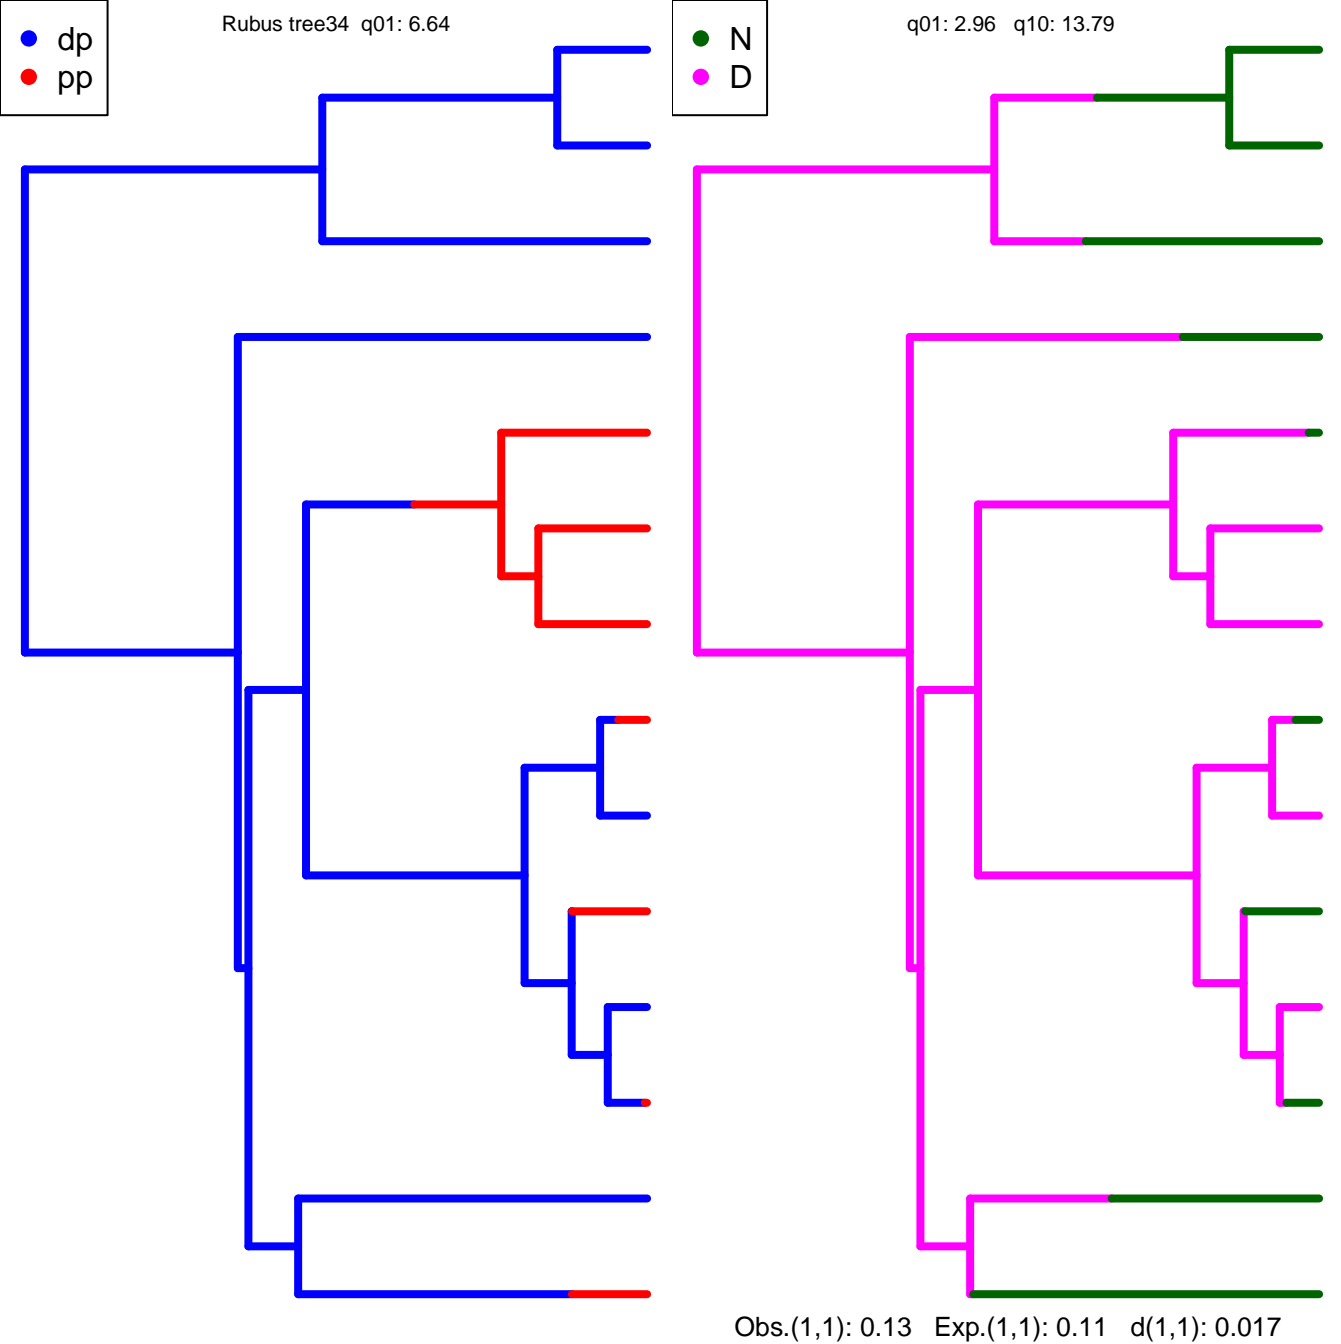 Rubus tree34 q01: 6.64
dp
pp
q01: 2.96 q10: 13.79
N
D
Obs.(1,1): 0.13 Exp.(1,1): 0.11 d(1,1): 0.017